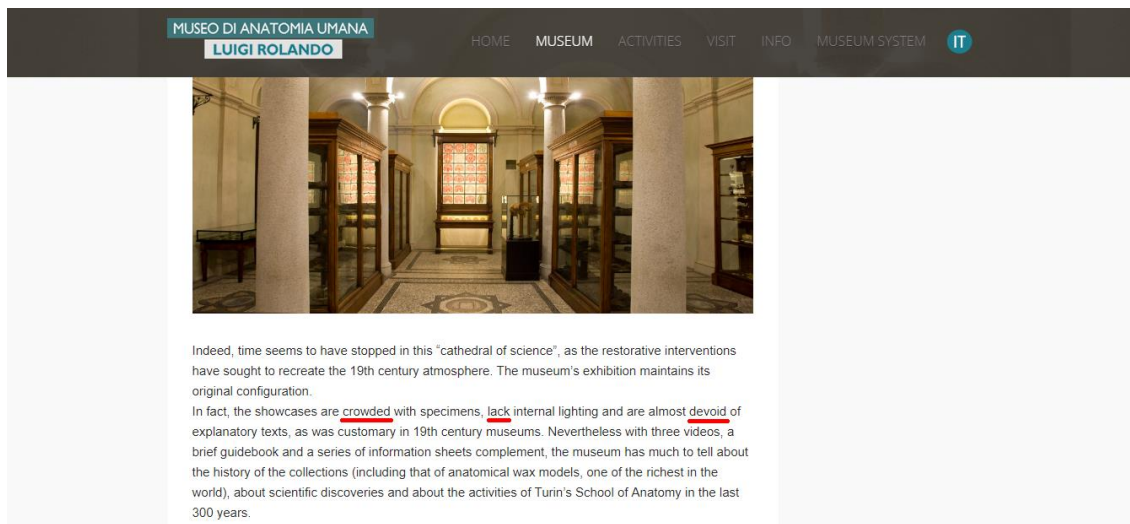 MUSEO DI ANATOMIA UMANA
LUIGI ROLANDO
HOME MUSEUM ACTIVITIES VISIT INFO MUSEUM SYSTEM IT
Indeed, time seems to have stopped in this “cathedral of science”, as the restorative interventions
have sought to recreate the 19th century atmosphere. The museum’s exhibition maintains its
original configuration.
In fact, the showcases are crowded with specimens, lack internal lighting and are almost devoid of
explanatory texts, as was customary in 19th century museums. Nevertheless with three videos, a
brief guidebook and a series of information sheets complement, the museum has much to tell about
the history of the collections (including that of anatomical wax models, one of the richest in the
world), about scientific discoveries and about the activities of Turin’s School of Anatomy in the last
300 years.